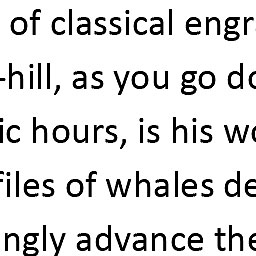 of classical engr
-hill, as you go do
ic hours, is his wo
files of whales de
ngly advance the